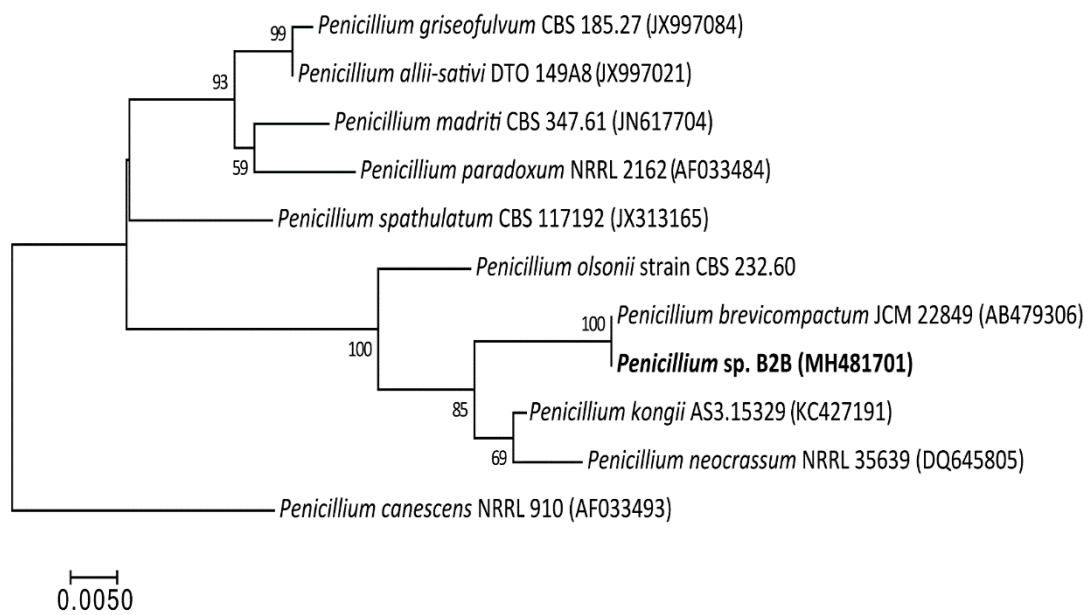 99
Penicillium griseofulvum CBS 185.27 (JX997084)
Penicillium allii-sativi DTO 149A8 (JX997021)
93
Penicillium madriti CBS 347.61 (JN617704)
59
Penicillium paradoxum NRRL 2162 (AF033484)
Penicillium spathulatum CBS 117192 (JX313165)
Penicillium olsonii strain CBS 232.60
100
Penicillium brevicompactum JCM 22849 (AB479306)
100
Penicillium sp. B2B (MH481701)
85
Penicillium kongii AS3.15329 (KC427191)
69
Penicillium neocrassum NRRL 35639 (DQ645805)
Penicillium canescens NRRL 910 (AF033493)
0.0050